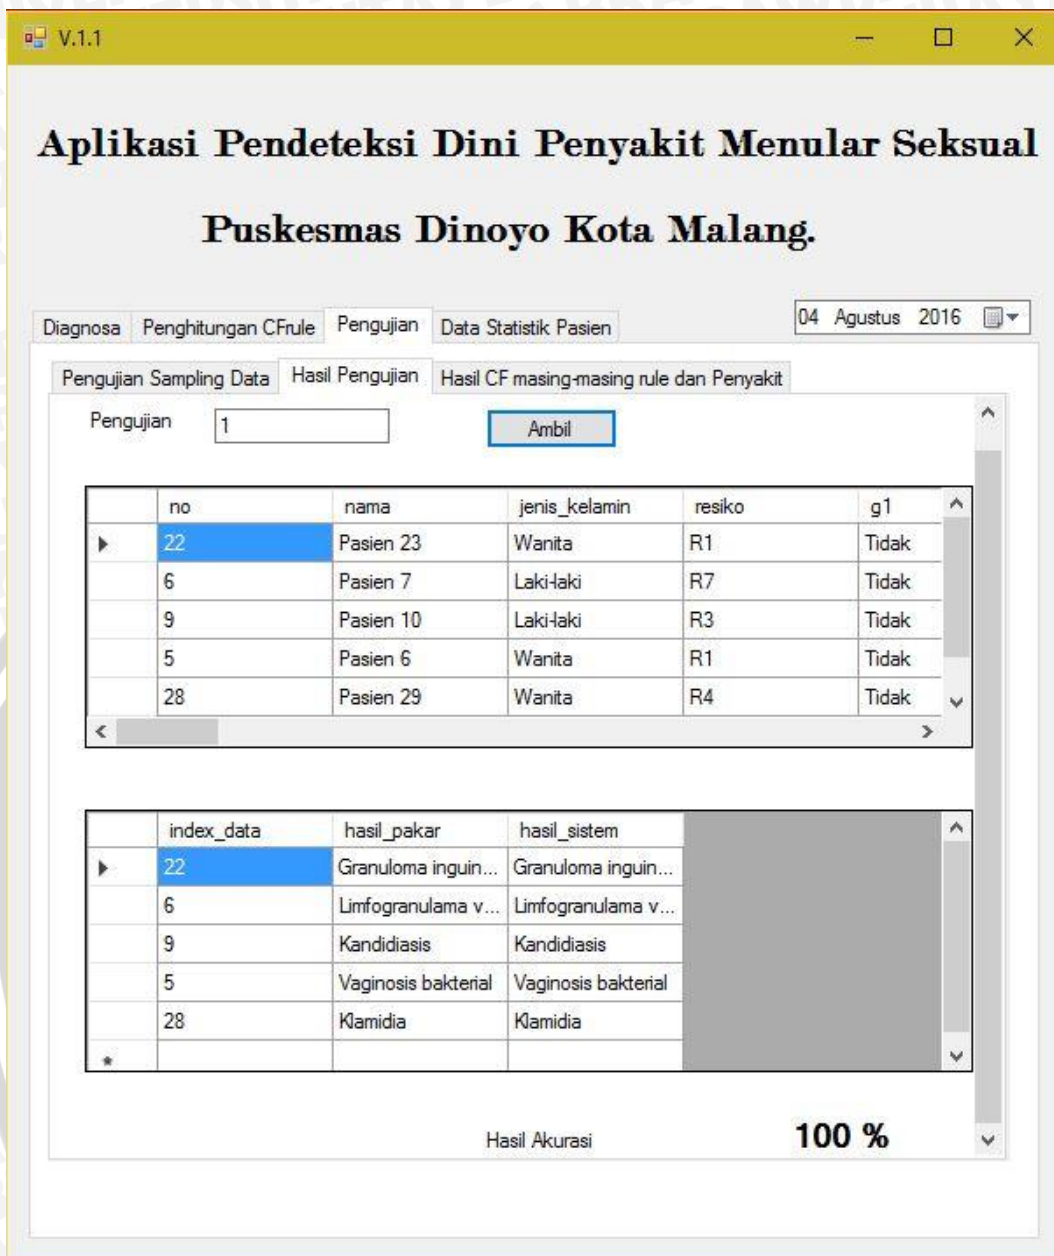 V.1.1
Aplikasi Pendeteksi Dini Penyakit Menular Seksual
Puskesmas Dinoyo Kota Malang.
04 Agustus 2016
Diagnosa Penghitungan CFrule Pengujian Data Statistik Pasien
Pengujian Sampling Data Hasil Pengujian Hasil CF masing-masing rule dan Penyakit
Pengujian 1 Ambil
no nama jenis_kelamin resiko g1
22 Pasien 23 Wanita R1 Tidak
6 Pasien 7 Laki-laki R7 Tidak
9 Pasien 10 Laki-laki R3 Tidak
5 Pasien 6 Wanita R1 Tidak
28 Pasien 29 Wanita R4 Tidak
index_data hasil_pakar hasil_sistem
22 Granuloma inguin... Granuloma inguin...
6 Limfogranulama v... Limfogranulama v...
9 Kandidiasis Kandidiasis
5 Vaginosis bakterial Vaginosis bakterial
28 Klamidia Klamidia
*
Hasil Akurasi 100 %